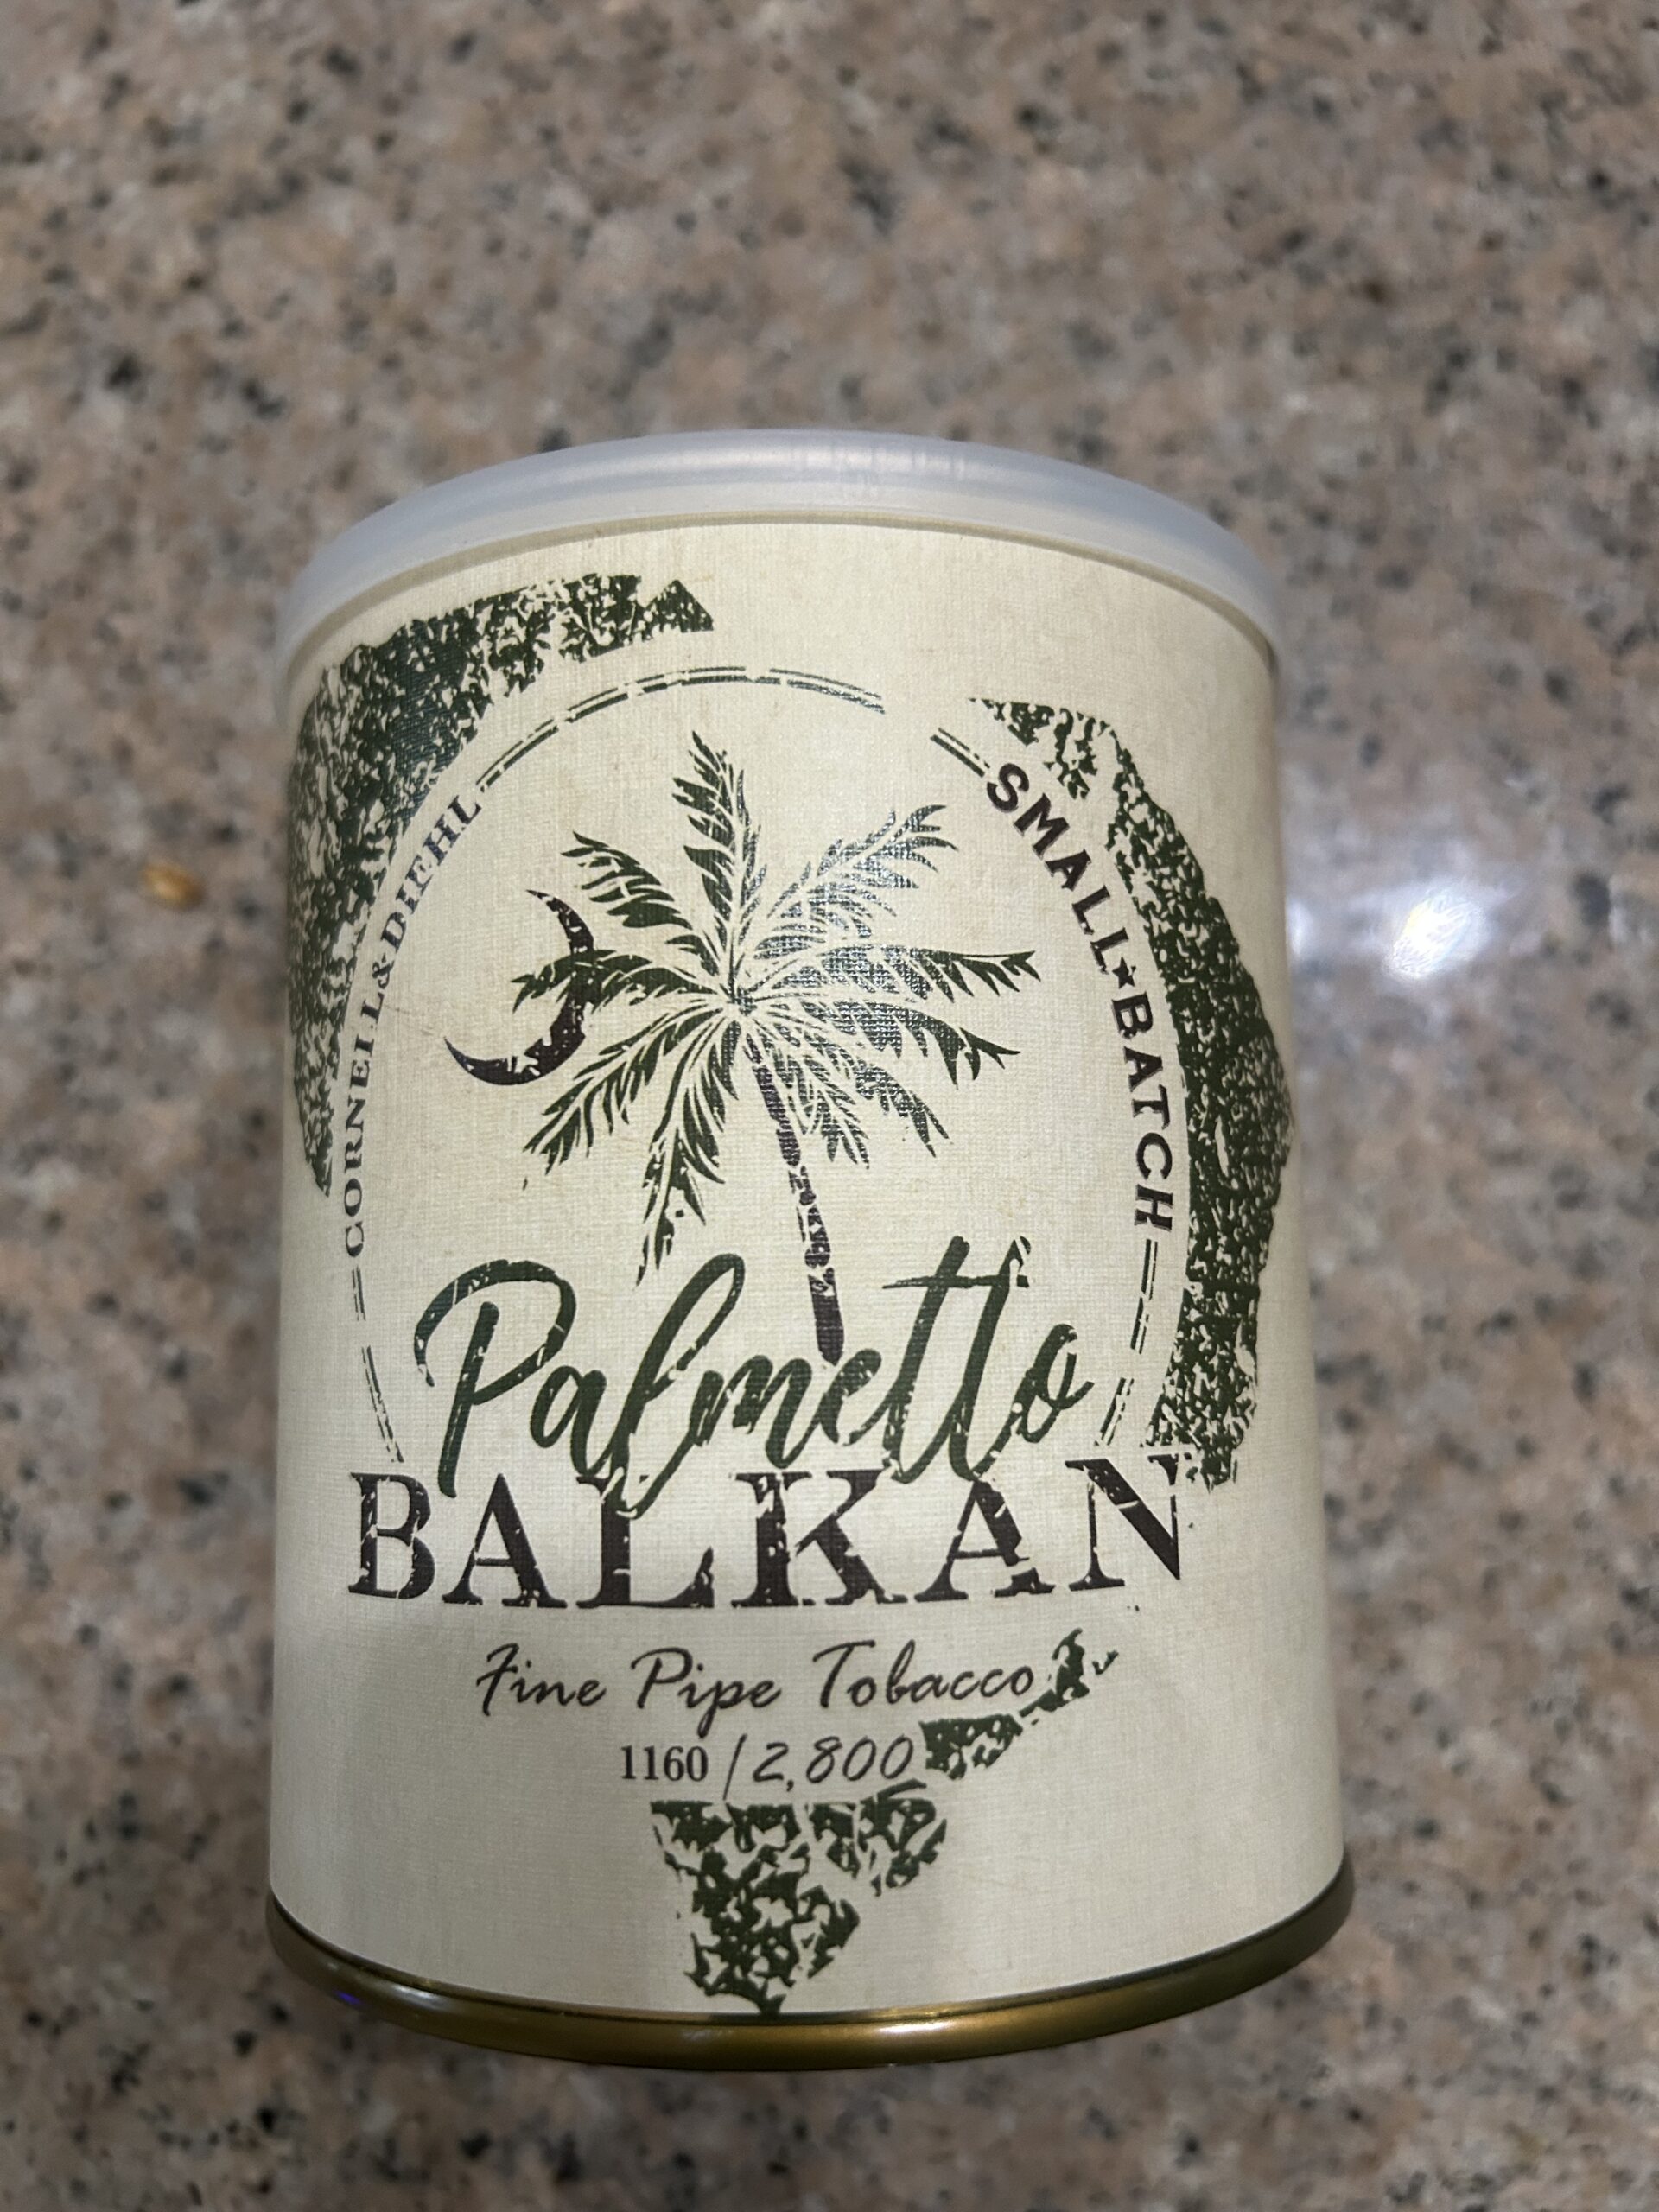 CORNELL & DIEHL
SMALL★BATCH
Palmetto
BALKAN
Fine Pipe Tobacco
1160 / 2,800